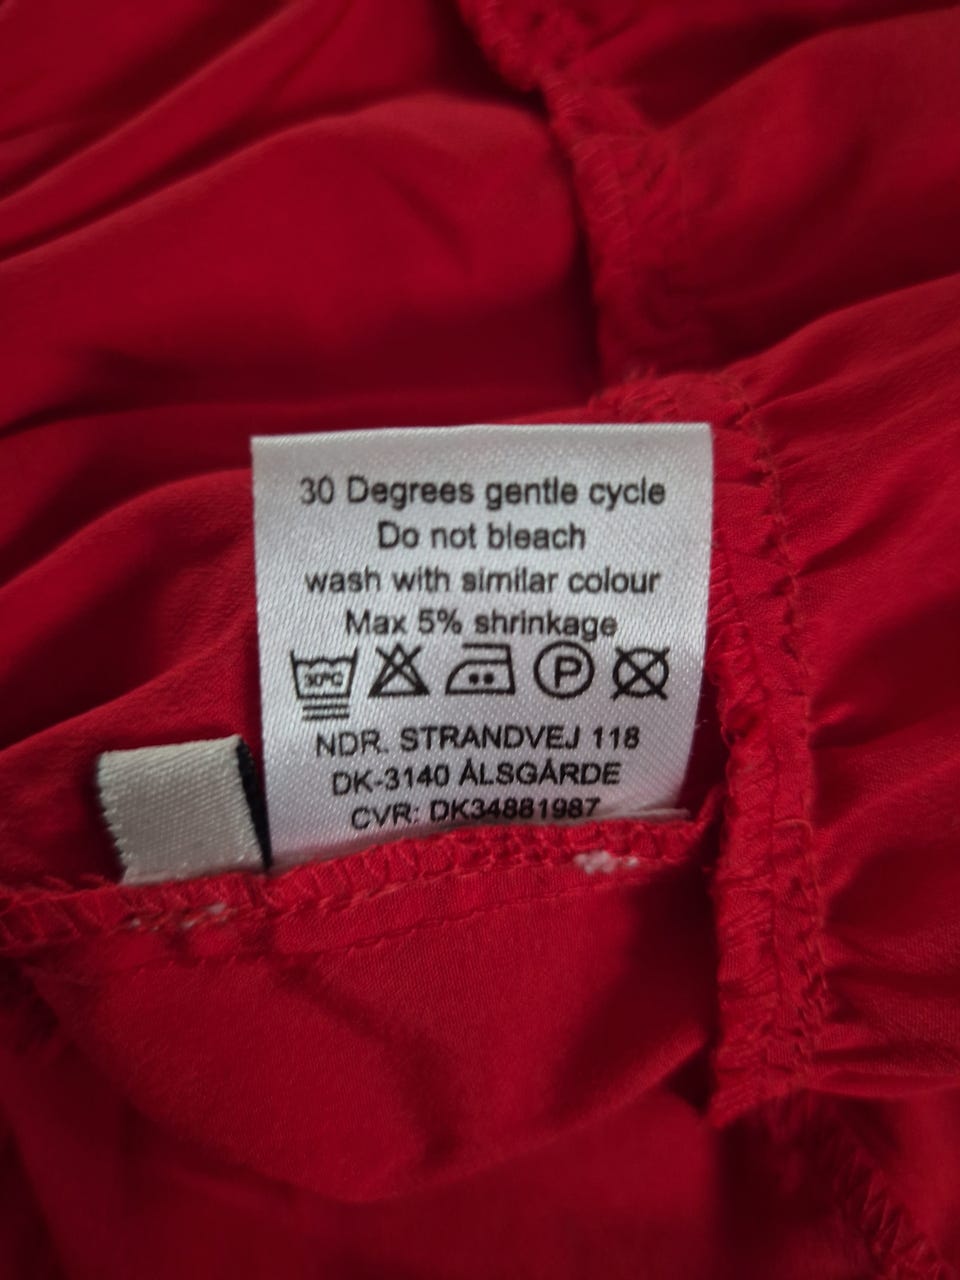 30 Degrees gentle cycle
Do not bleach
wash with similar colour
Max 5% shrinkage
30°C P
NDR. STRANDVEJ 118
DK-3140 ÅLSGÅRDE
CVR: DK34881987